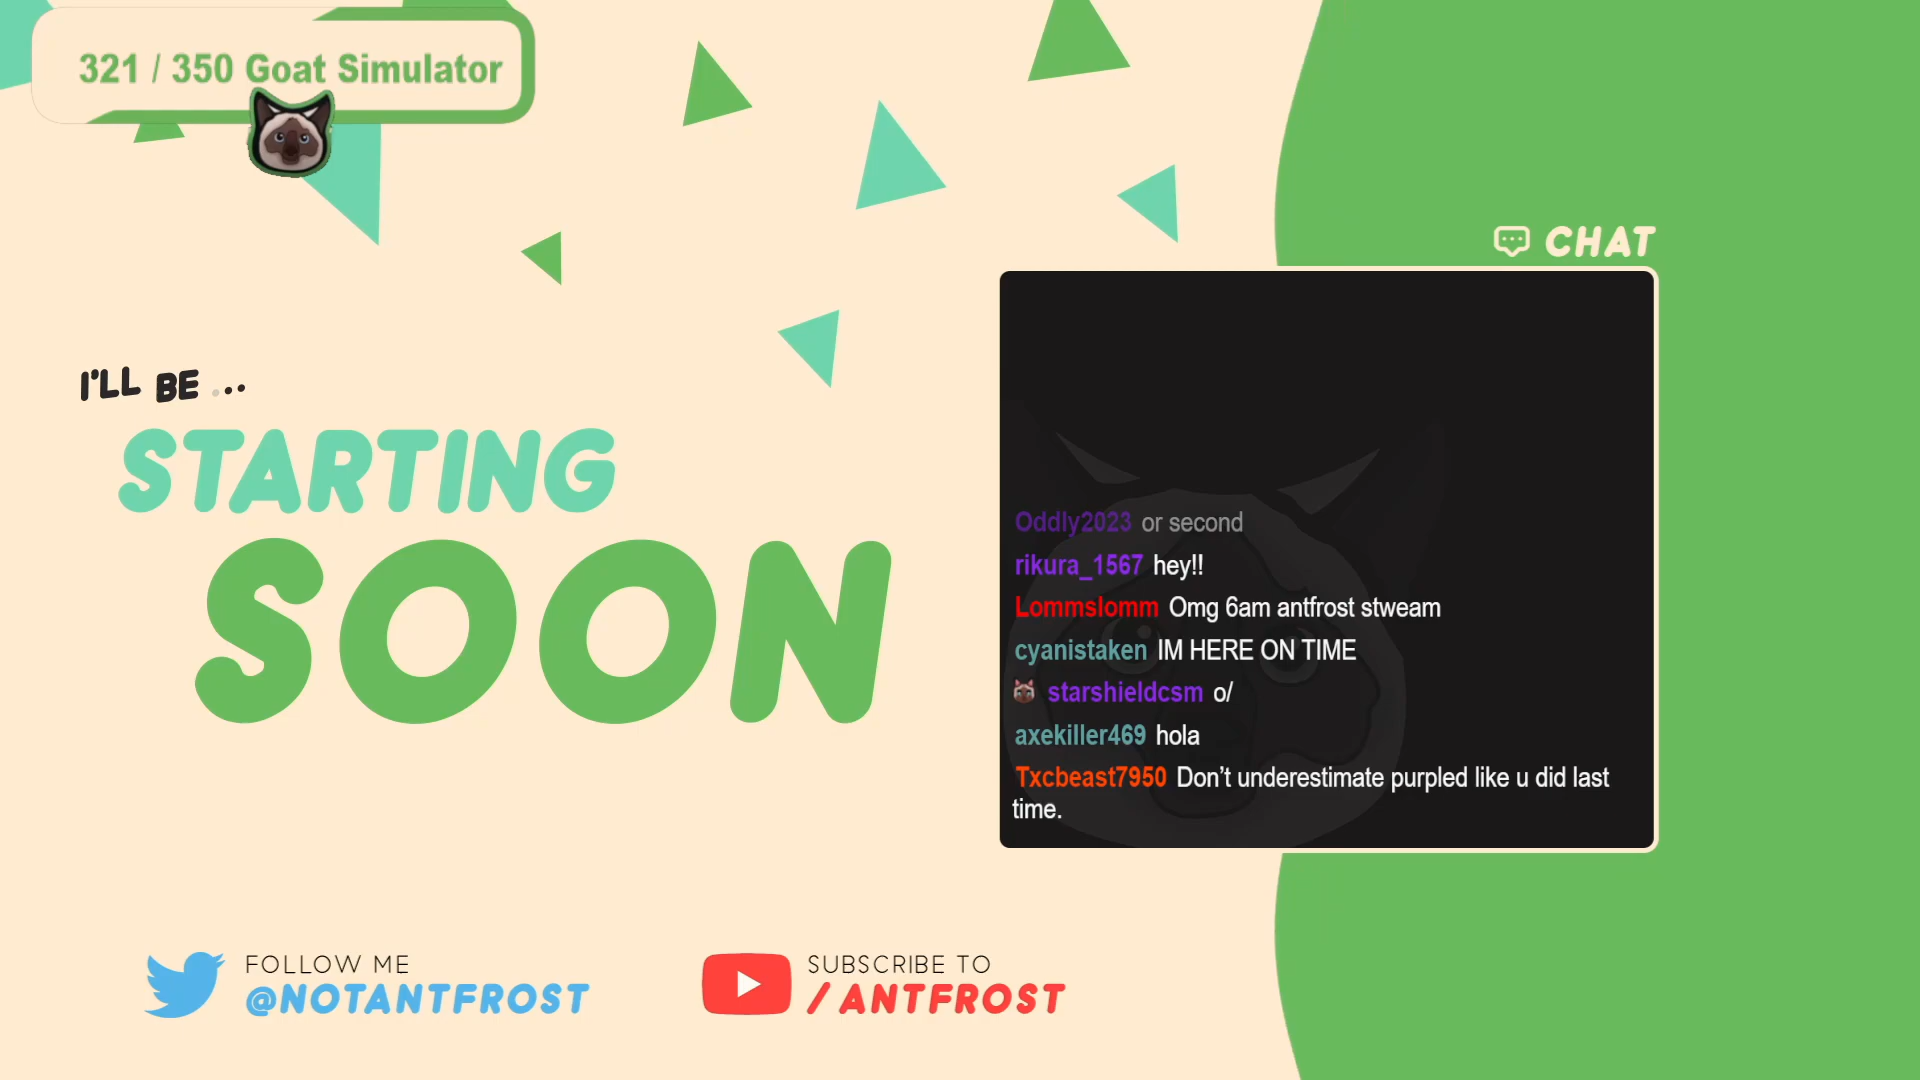 321 / 350 Goat Simulator
CHAT
I'LL BE ...
STARTING
SOON
Oddly2023 or second
rikura_1567 hey!!
Lommslomm Omg 6am antfrost stweam
cyanistaken IM HERE ON TIME
starshieldcsm o/
axekiller469 hola
Txcbeast7950 Don’t underestimate purpled like u did last
time.
FOLLOW ME
@NOTANTFROST
SUBSCRIBE TO
/ANTFROST